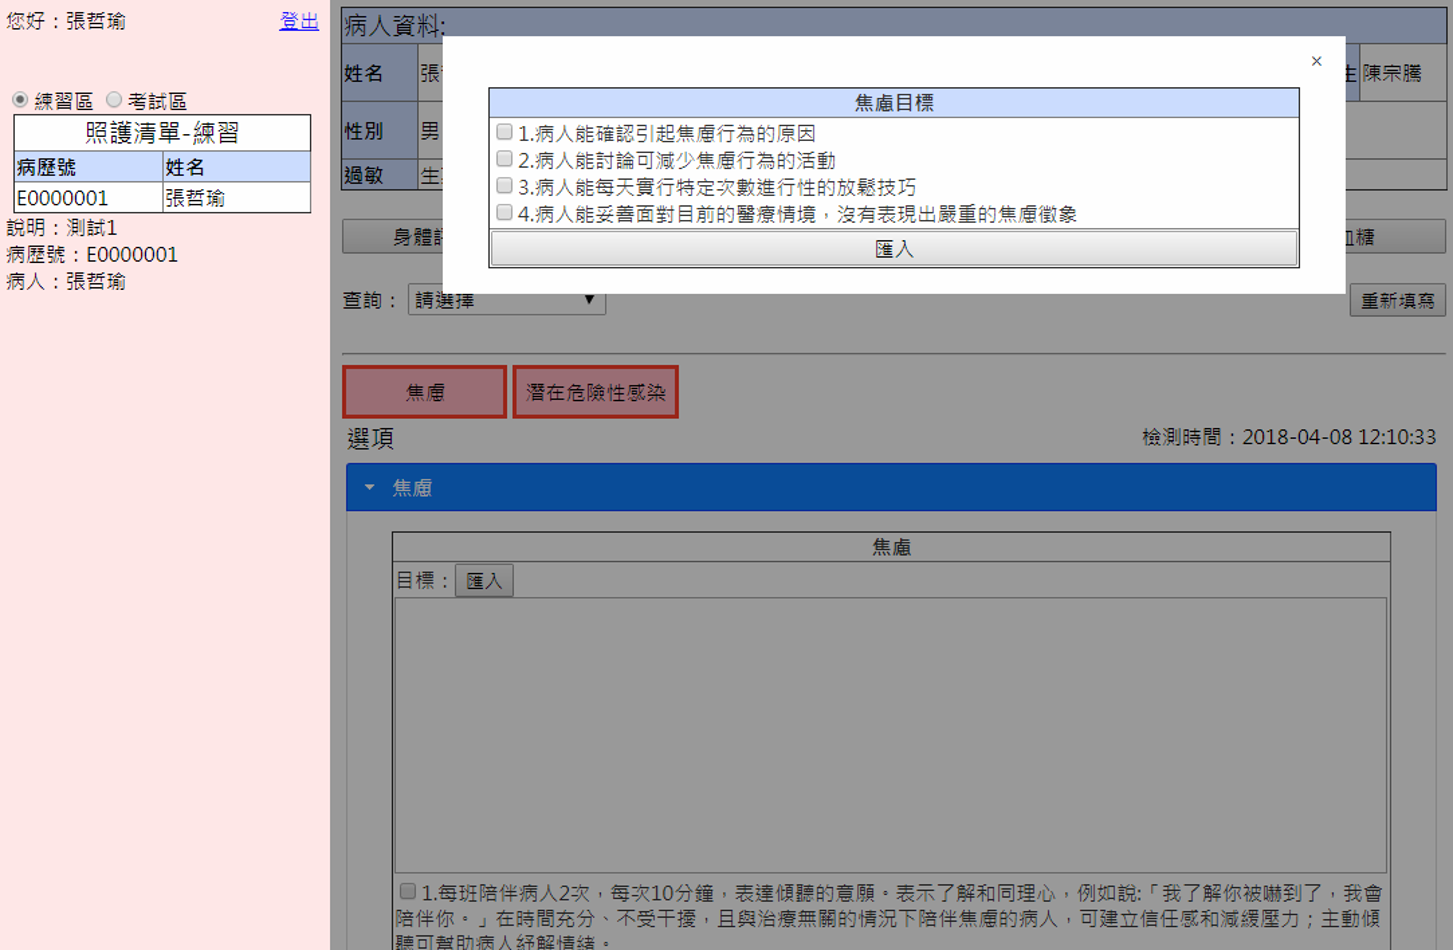 您好：張哲瑜
登出
練習區 考試區
照護清單-練習
病歷號 姓名
E0000001 張哲瑜
說明：測試1
病歷號：E0000001
病人：張哲瑜
病人資料:
姓名 張
生 陳宗騰
性別 男
過敏
×
焦慮目標
1.病人能確認引起焦慮行為的原因
2.病人能討論可減少焦慮行為的活動
3.病人能每天實行特定次數進行性的放鬆技巧
4.病人能妥善面對目前的醫療情境，沒有表現出嚴重的焦慮徵象
匯入
身體
血糖
查詢： 請選擇
重新填寫
焦慮 潛在危險性感染
選項
檢測時間：2018-04-08 12:10:33
焦慮
焦慮
目標： 匯入
1.每班陪伴病人2次，每次10分鐘，表達傾聽的意願。表示了解和同理心，例如說:「我了解你被嚇到了，我會
陪伴你。」在時間充分、不受干擾，且與治療無關的情況下陪伴焦慮的病人，可建立信任感和減緩壓力；主動傾
聽可幫助病人紓解情緒。